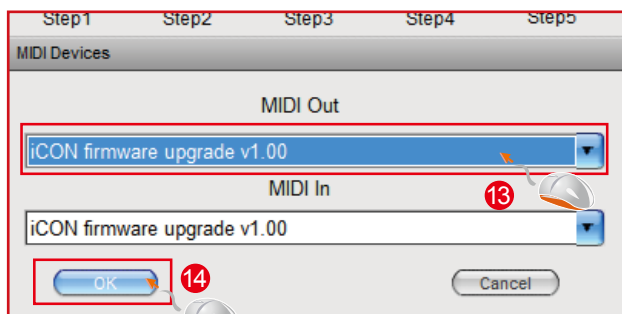 Step1 Step2 Step3 Step4 Step5
MIDI Devices
MIDI Out
iCON firmware upgrade v1.00
13
MIDI In
iCON firmware upgrade v1.00
OK 14 Cancel